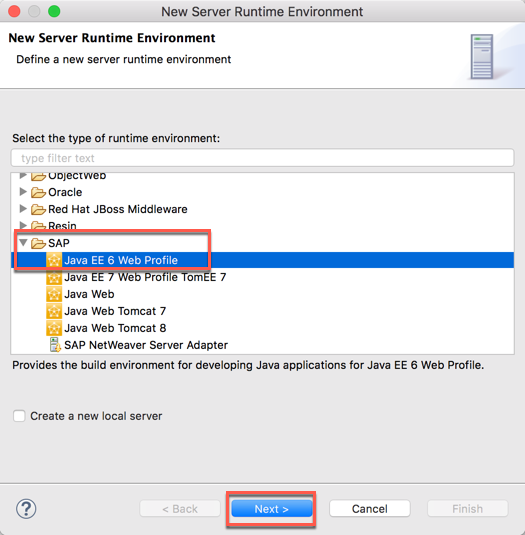 New Server Runtime Environment
New Server Runtime Environment
Define a new server runtime environment
Select the type of runtime environment:
type filter text
ObjectWeb
Oracle
Red Hat JBoss Middleware
Resin
SAP
Java EE 6 Web Profile
Java EE 7 Web Profile TomEE 7
Java Web
Java Web Tomcat 7
Java Web Tomcat 8
SAP NetWeaver Server Adapter
Provides the build environment for developing Java applications for Java EE 6 Web Profile.
Create a new local server
? < Back Next > Cancel Finish